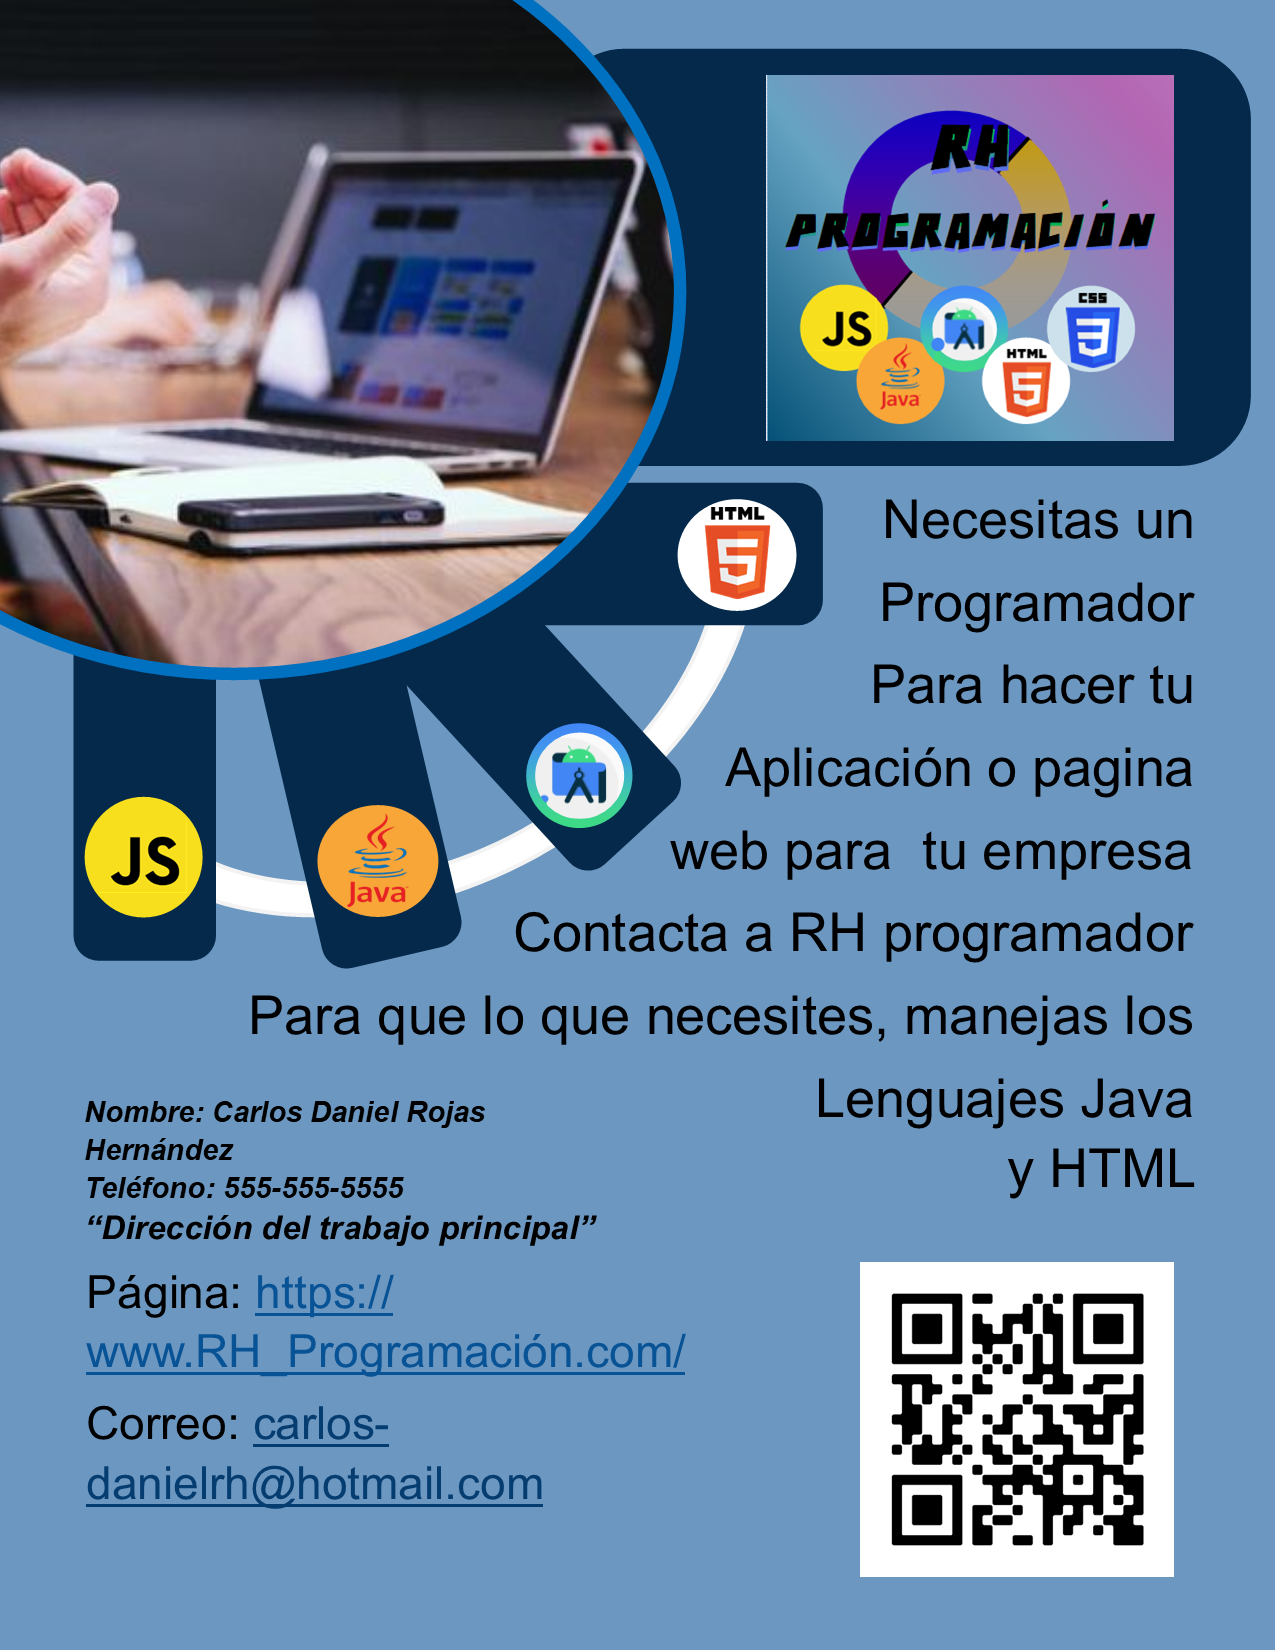 RH
PROGRAMACIÓN
JS
Java
HTML
5
CSS
3
HTML
5
JS
Java
Necesitas un
Programador
Para hacer tu
Aplicación o pagina
web para  tu empresa
Contacta a RH programador
Para que lo que necesites, manejas los
Lenguajes Java
y HTML
Nombre: Carlos Daniel Rojas
Hernández
Teléfono: 555-555-5555
“Dirección del trabajo principal”
Página: https://
www.RH_Programación.com/
Correo: carlos-
danielrh@hotmail.com